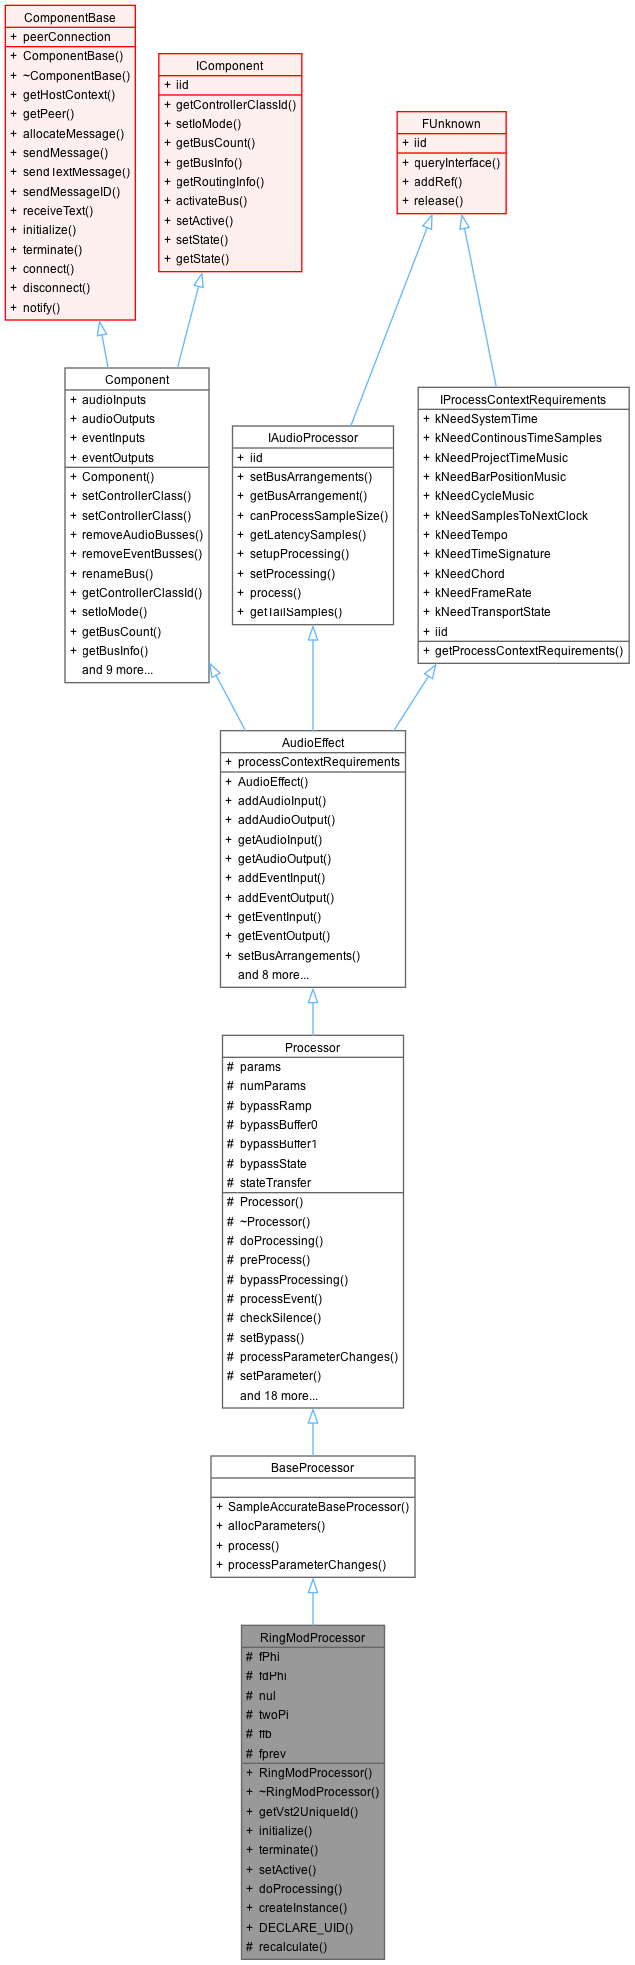 ComponentBase
+ peerConnection
+ ComponentBase()
+ ~ComponentBase()
+ getHostContext()
+ getPeer()
+ allocateMessage()
+ sendMessage()
+ sendTextMessage()
+ sendMessageID()
+ receiveText()
+ initialize()
+ terminate()
+ connect()
+ disconnect()
+ notify()
IComponent
+ iid
+ getControllerClassId()
+ setIoMode()
+ getBusCount()
+ getBusInfo()
+ getRoutingInfo()
+ activateBus()
+ setActive()
+ setState()
+ getState()
FUnknown
+ iid
+ queryInterface()
+ addRef()
+ release()
Component
+ audioInputs
+ audioOutputs
+ eventInputs
+ eventOutputs
+ Component()
+ setControllerClass()
+ setControllerClass()
+ removeAudioBusses()
+ removeEventBusses()
+ renameBus()
+ getControllerClassId()
+ setIoMode()
+ getBusCount()
+ getBusInfo()
and 9 more...
IAudioProcessor
+ iid
+ setBusArrangements()
+ getBusArrangement()
+ canProcessSampleSize()
+ getLatencySamples()
+ setupProcessing()
+ setProcessing()
+ process()
+ getTailSamples()
IProcessContextRequirements
+ kNeedSystemTime
+ kNeedContinousTimeSamples
+ kNeedProjectTimeMusic
+ kNeedBarPositionMusic
+ kNeedCycleMusic
+ kNeedSamplesToNextClock
+ kNeedTempo
+ kNeedTimeSignature
+ kNeedChord
+ kNeedFrameRate
+ kNeedTransportState
+ iid
+ getProcessContextRequirements()
AudioEffect
+ processContextRequirements
+ AudioEffect()
+ addAudioInput()
+ addAudioOutput()
+ getAudioInput()
+ getAudioOutput()
+ addEventInput()
+ addEventOutput()
+ getEventInput()
+ getEventOutput()
+ setBusArrangements()
and 8 more...
Processor
# params
# numParams
# bypassRamp
# bypassBuffer0
# bypassBuffer1
# bypassState
# stateTransfer
# Processor()
# ~Processor()
# doProcessing()
# preProcess()
# bypassProcessing()
# processEvent()
# checkSilence()
# setBypass()
# processParameterChanges()
# setParameter()
and 18 more...
BaseProcessor
+ SampleAccurateBaseProcessor()
+ allocParameters()
+ process()
+ processParameterChanges()
RingModProcessor
# fPhi
# fdPhi
# nul
# twoPi
# ffb
# fprev
+ RingModProcessor()
+ ~RingModProcessor()
+ getVst2UniqueId()
+ initialize()
+ terminate()
+ setActive()
+ doProcessing()
+ createInstance()
+ DECLARE_UID()
# recalculate()